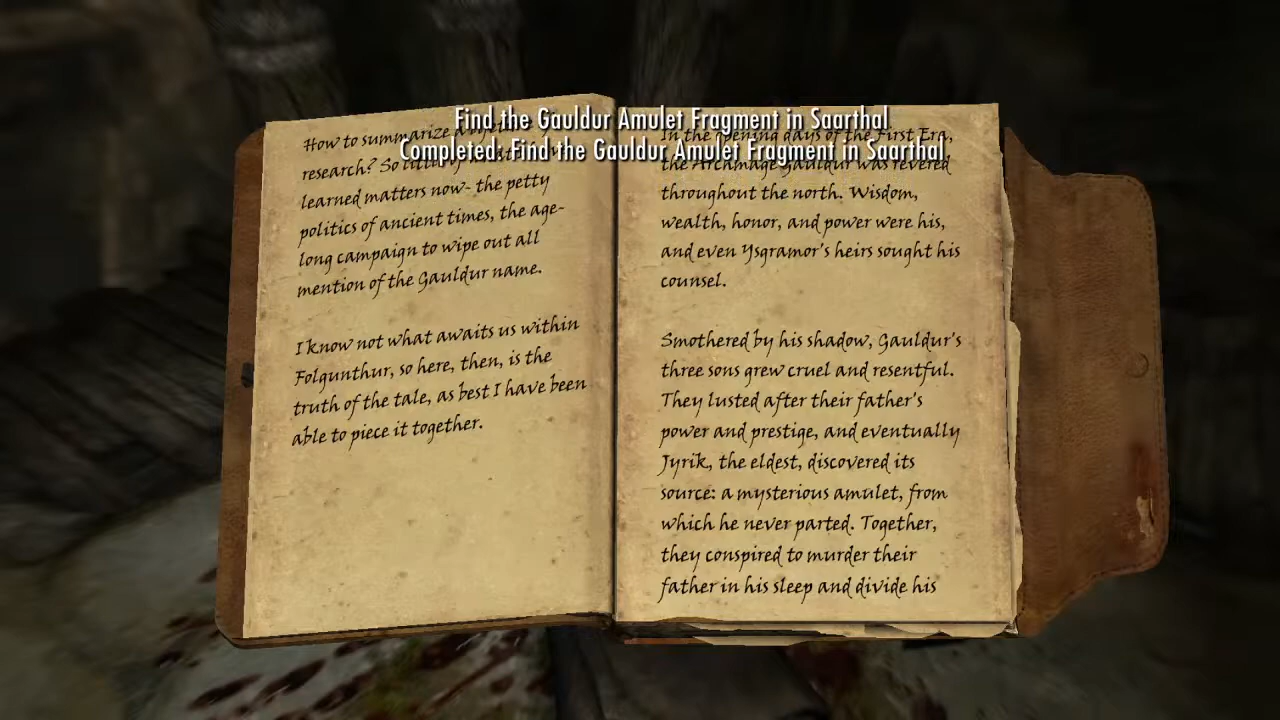 Find the Gauldur Amulet Fragment in Saarthal
Completed: Find the Gauldur Amulet Fragment in Saarthal
How to summarize a
research? So
learned matters now- the petty
politics of ancient times, the age-
long campaign to wipe out all
mention of the Gauldur name.
I know not what awaits us within
Folgunthur, so here, then, is the
truth of the tale, as best I have been
able to piece it together.
In the opening days of the First Era,
the Archmage Gauldur was revered
throughout the north. Wisdom,
wealth, honor, and power were his,
and even Ysgramor's heirs sought his
counsel.
Smothered by his shadow, Gauldur's
three sons grew cruel and resentful.
They lusted after their father's
power and prestige, and eventually
Jyrik, the eldest, discovered its
source: a mysterious amulet, from
which he never parted. Together,
they conspired to murder their
father in his sleep and divide his